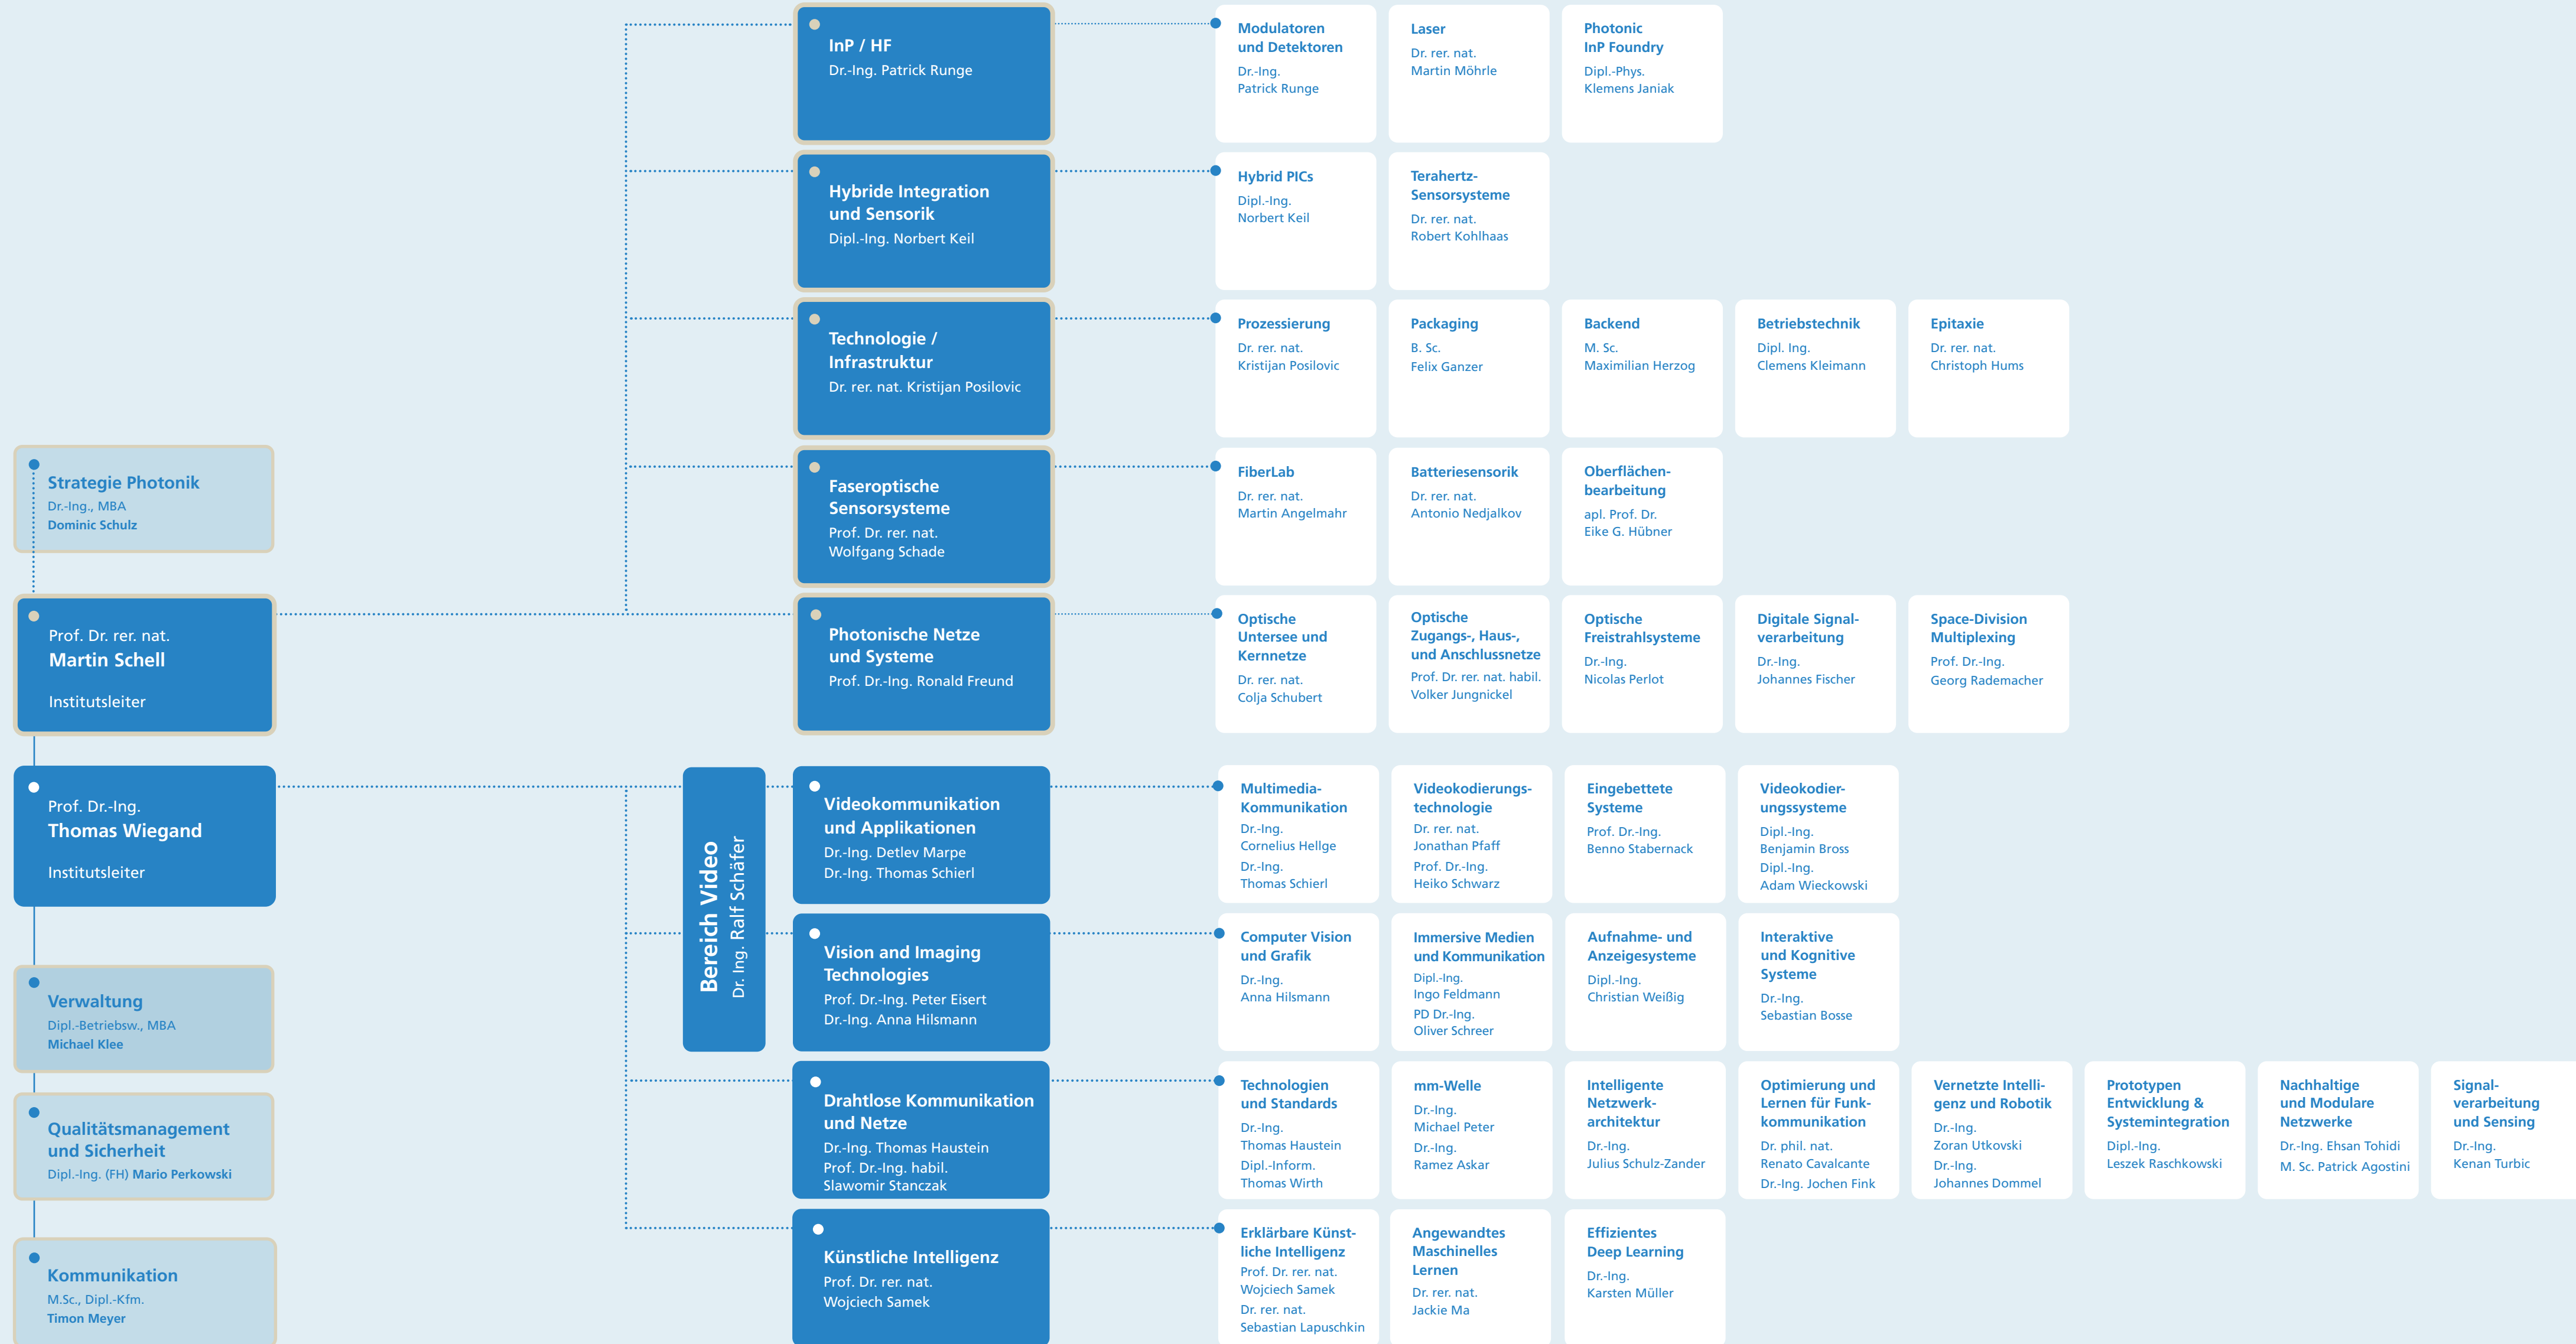 InP / HF
Dr.-Ing. Patrick Runge
Modulatoren
und Detektoren
Dr.-Ing.
Patrick Runge
Laser
Dr. rer. nat.
Martin Möhrle
Photonic
InP Foundry
Dipl.-Phys.
Klemens Janiak
Hybride Integration
und Sensorik
Dipl.-Ing. Norbert Keil
Hybrid PICs
Dipl.-Ing.
Norbert Keil
Terahertz-
Sensorsysteme
Dr. rer. nat.
Robert Kohlhaas
Technologie /
Infrastruktur
Dr. rer. nat. Kristijan Posilovic
Prozessierung
Dr. rer. nat.
Kristijan Posilovic
Packaging
B. Sc.
Felix Ganzer
Backend
M. Sc.
Maximilian Herzog
Betriebstechnik
Dipl. Ing.
Clemens Kleimann
Epitaxie
Dr. rer. nat.
Christoph Hums
Strategie Photonik
Dr.-Ing., MBA
Dominic Schulz
Faseroptische
Sensorsysteme
Prof. Dr. rer. nat.
Wolfgang Schade
FiberLab
Dr. rer. nat.
Martin Angelmahr
Batteriesensorik
Dr. rer. nat.
Antonio Nedjalkov
Oberflächen-
bearbeitung
apl. Prof. Dr.
Eike G. Hübner
Prof. Dr. rer. nat.
Martin Schell
Institutsleiter
Photonische Netze
und Systeme
Prof. Dr.-Ing. Ronald Freund
Optische
Untersee und
Kernnetze
Dr. rer. nat.
Colja Schubert
Optische
Zugangs-, Haus-,
und Anschlussnetze
Prof. Dr. rer. nat. habil.
Volker Jungnickel
Optische
Freistrahlsysteme
Dr.-Ing.
Nicolas Perlot
Digitale Signal-
verarbeitung
Dr.-Ing.
Johannes Fischer
Space-Division
Multiplexing
Prof. Dr.-Ing.
Georg Rademacher
Prof. Dr.-Ing.
Thomas Wiegand
Institutsleiter
Bereich Video
Dr. Ing. Ralf Schäfer
Videokommunikation
und Applikationen
Dr.-Ing. Detlev Marpe
Dr.-Ing. Thomas Schierl
Multimedia-
Kommunikation
Dr.-Ing.
Cornelius Hellge
Dr.-Ing.
Thomas Schierl
Videokodierungs-
technologie
Dr. rer. nat.
Jonathan Pfaff
Prof. Dr.-Ing.
Heiko Schwarz
Eingebettete
Systeme
Prof. Dr.-Ing.
Benno Stabernack
Videokodier-
ungssysteme
Dipl.-Ing.
Benjamin Bross
Dipl.-Ing.
Adam Wieckowski
Vision and Imaging
Technologies
Prof. Dr.-Ing. Peter Eisert
Dr.-Ing. Anna Hilsmann
Computer Vision
und Grafik
Dr.-Ing.
Anna Hilsmann
Immersive Medien
und Kommunikation
Dipl.-Ing.
Ingo Feldmann
PD Dr.-Ing.
Oliver Schreer
Aufnahme- und
Anzeigesysteme
Dipl.-Ing.
Christian Weißig
Interaktive
und Kognitive
Systeme
Dr.-Ing.
Sebastian Bosse
Verwaltung
Dipl.-Betriebsw., MBA
Michael Klee
Qualitätsmanagement
und Sicherheit
Dipl.-Ing. (FH) Mario Perkowski
Drahtlose Kommunikation
und Netze
Dr.-Ing. Thomas Haustein
Prof. Dr.-Ing. habil.
Slawomir Stanczak
Technologien
und Standards
Dr.-Ing.
Thomas Haustein
Dipl.-Inform.
Thomas Wirth
mm-Welle
Dr.-Ing.
Michael Peter
Dr.-Ing.
Ramez Askar
Intelligente
Netzwerk-
architektur
Dr.-Ing.
Julius Schulz-Zander
Optimierung und
Lernen für Funk-
kommunikation
Dr. phil. nat.
Renato Cavalcante
Dr.-Ing. Jochen Fink
Vernetzte Intelli-
genz und Robotik
Dr.-Ing.
Zoran Utkovski
Dr.-Ing.
Johannes Dommel
Prototypen
Entwicklung &
Systemintegration
Dipl.-Ing.
Leszek Raschkowski
Nachhaltige
und Modulare
Netzwerke
Dr.-Ing. Ehsan Tohidi
M. Sc. Patrick Agostini
Signal-
verarbeitung
und Sensing
Dr.-Ing.
Kenan Turbic
Kommunikation
M.Sc., Dipl.-Kfm.
Timon Meyer
Künstliche Intelligenz
Prof. Dr. rer. nat.
Wojciech Samek
Erklärbare Künst-
liche Intelligenz
Prof. Dr. rer. nat.
Wojciech Samek
Dr. rer. nat.
Sebastian Lapuschkin
Angewandtes
Maschinelles
Lernen
Dr. rer. nat.
Jackie Ma
Effizientes
Deep Learning
Dr.-Ing.
Karsten Müller